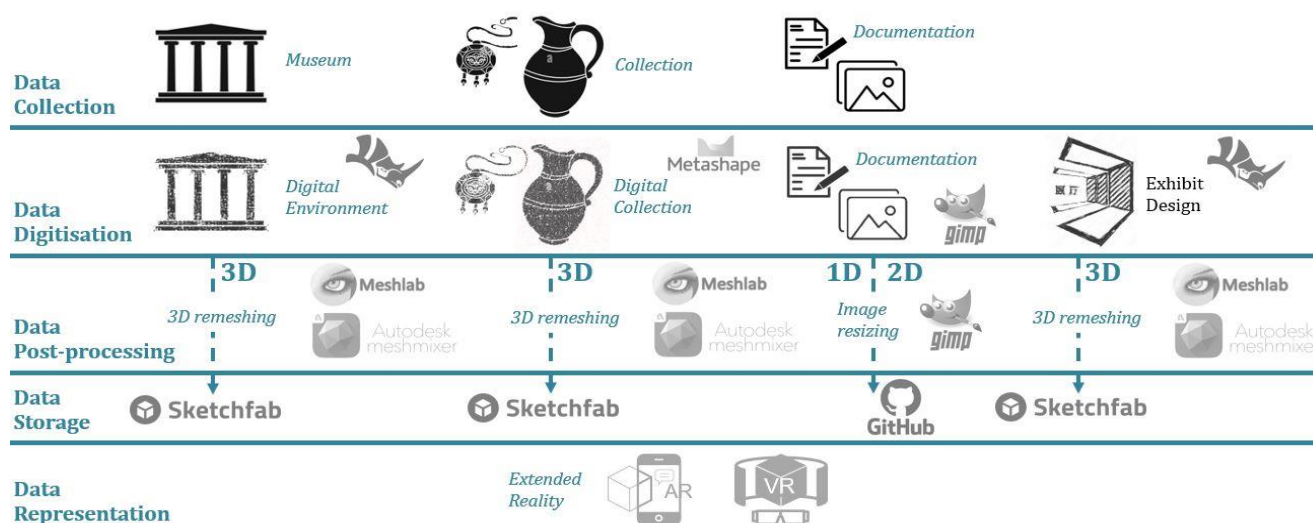 Data
Collection
Museum
a
Collection
Documentation
Data
Digitisation
Digital
Environment
a
Digital
Collection
Metashape
Documentation
gimp
Exhibit
Design
Data
Post-processing
3D
3D remeshing
Meshlab
Autodesk
meshmixer
3D
3D remeshing
Meshlab
Autodesk
meshmixer
1D 2D
Image
resizing
gimp
3D
3D remeshing
Meshlab
Autodesk
meshmixer
Data
Storage
Sketchfab
Sketchfab
GitHub
Sketchfab
Data
Representation
Extended
Reality
AR
VR